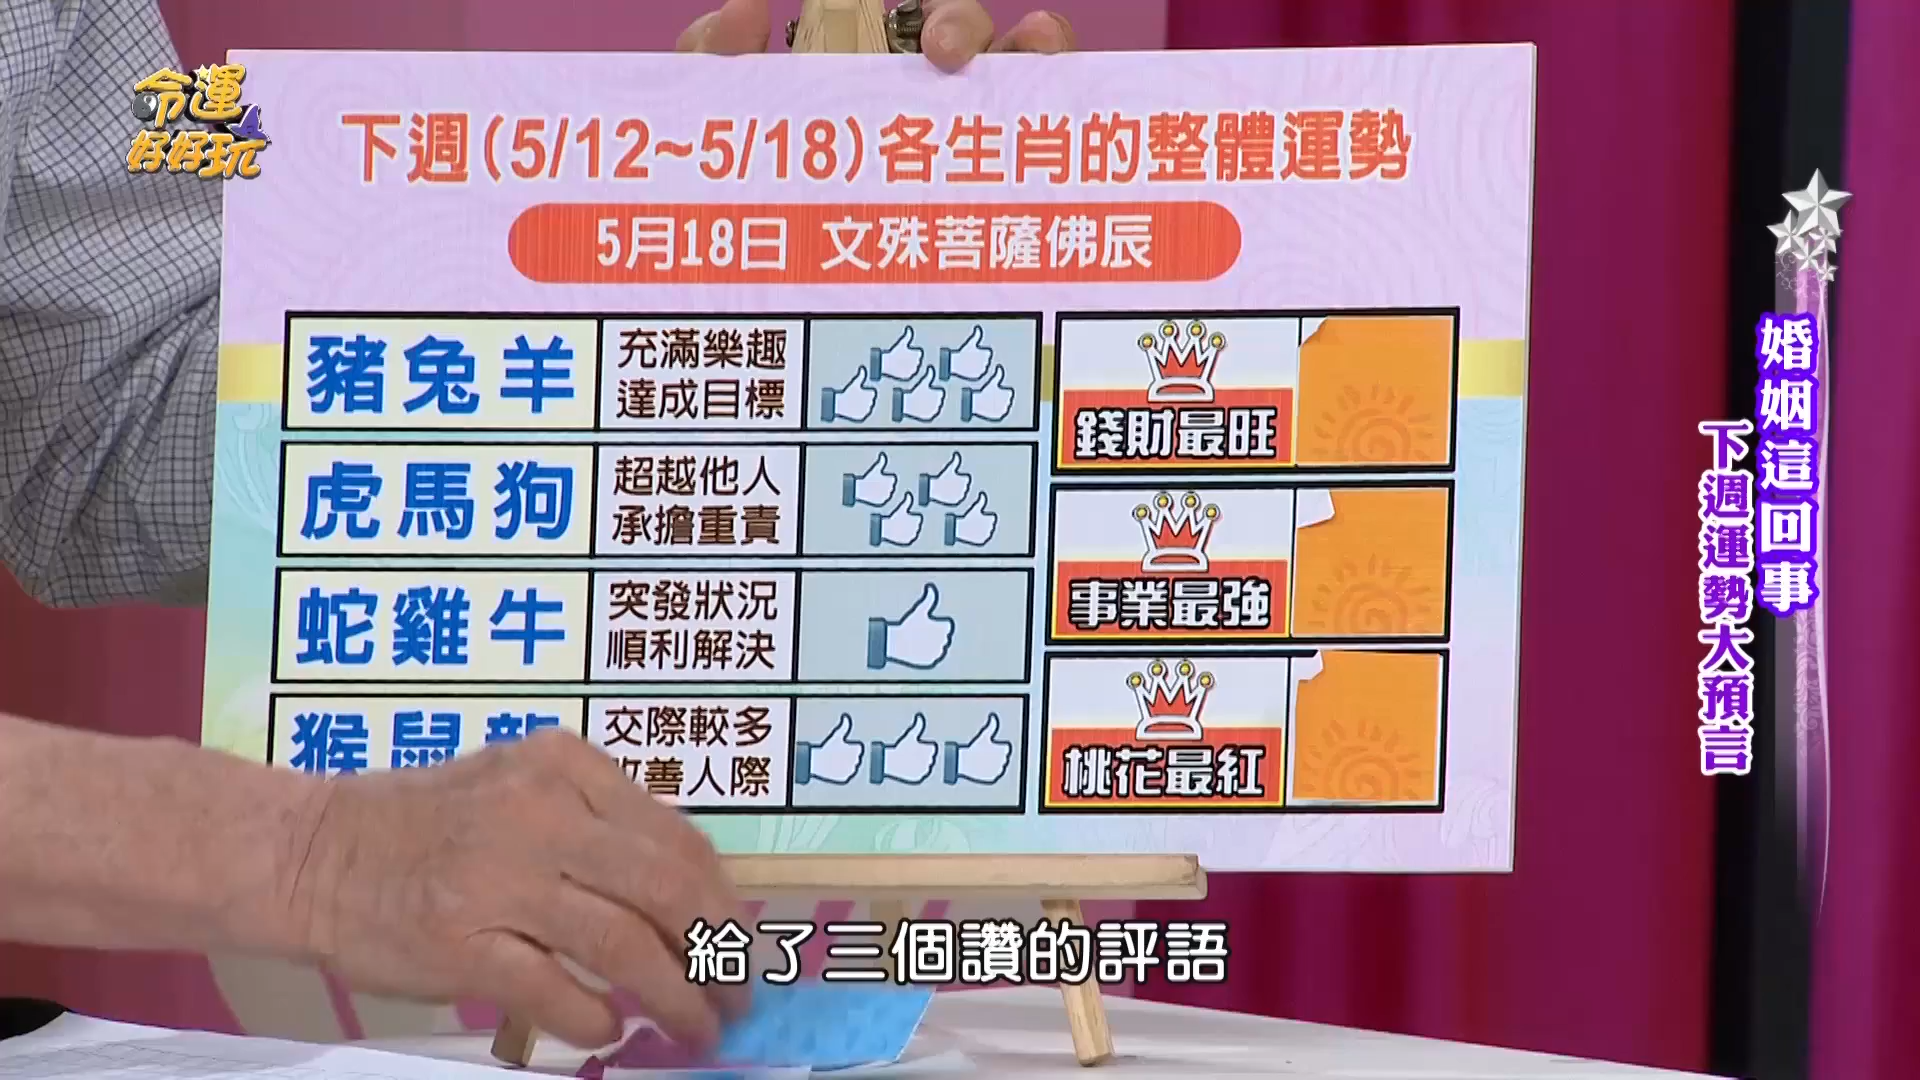 命運
好好玩
下週(5/12~5/18)各生肖的整體運勢
5月18日 文殊菩薩佛辰
豬兔羊
充滿樂趣
達成目標
虎馬狗
超越他人
承擔重責
蛇雞牛
突發狀況
順利解決
猴鼠龍
交際較多
改善人際
錢財最旺
事業最強
桃花最紅
婚姻這回事
下週運勢大預言
給了三個讚的評語